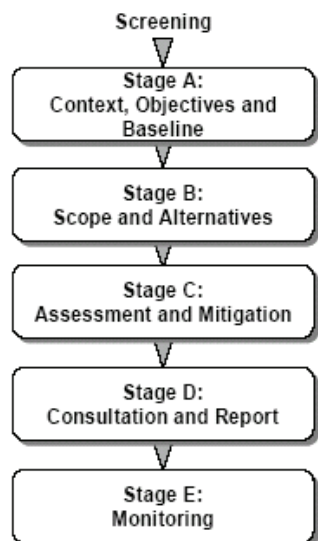 Screening
Stage A:
Context, Objectives and
Baseline
Stage B:
Scope and Alternatives
Stage C:
Assessment and Mitigation
Stage D:
Consultation and Report
Stage E:
Monitoring